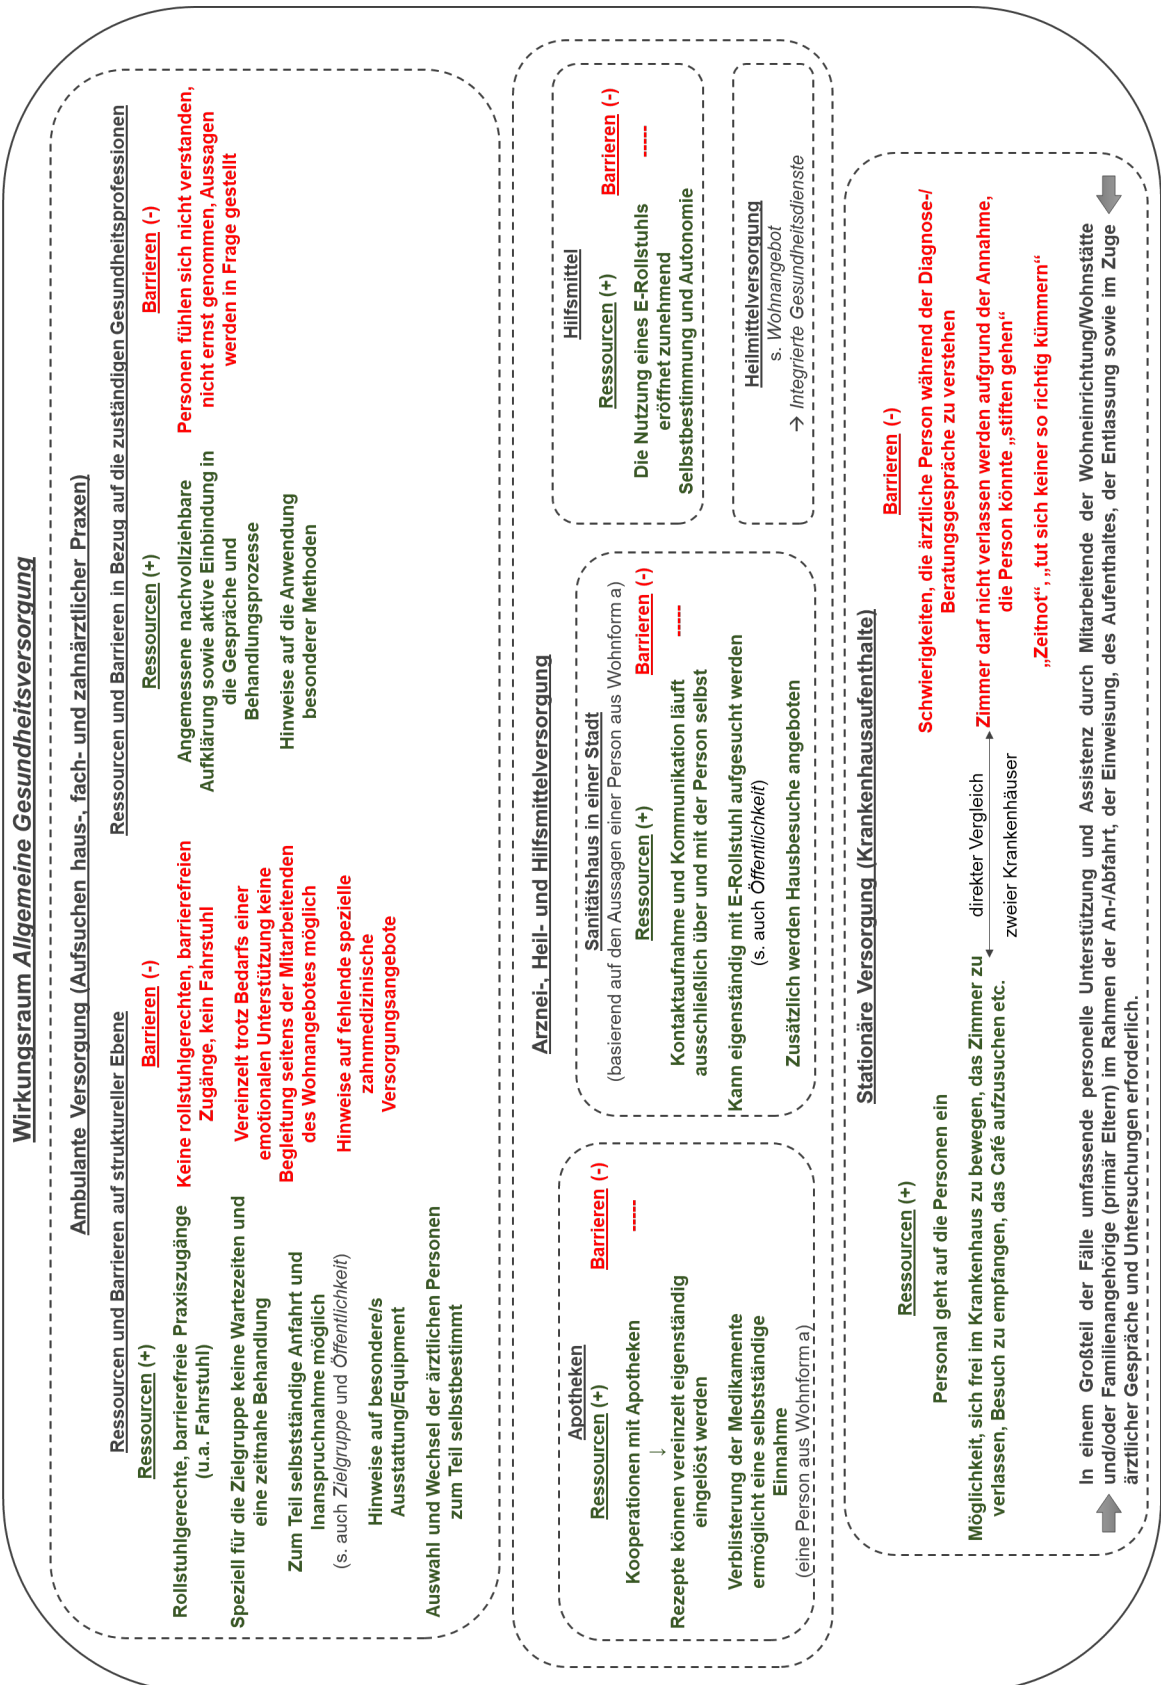 Wirkungsraum Allgemeine Gesundheitsversorgung
Ambulante Versorgung (Aufsuchen haus-, fach- und zahnärztlicher Praxen)
Ressourcen und Barrieren auf struktureller Ebene
Ressourcen (+)
Rollstuhlgerechte, barrierefreie Praxiszugänge
(u.a. Fahrstuhl)
Speziell für die Zielgruppe keine Wartezeiten und
eine zeitnahe Behandlung
Zum Teil selbstständige Anfahrt und
Inanspruchnahme möglich
(s. auch Zielgruppe und Öffentlichkeit)
Hinweise auf besondere/s
Ausstattung/Equipment
Auswahl und Wechsel der ärztlichen Personen
zum Teil selbstbestimmt
Barrieren (-)
Keine rollstuhlgerechten, barrierefreien
Zugänge, kein Fahrstuhl
Vereinzelt trotz Bedarfs einer
emotionalen Unterstützung keine
Begleitung seitens der Mitarbeitenden
des Wohnangebotes möglich
Hinweise auf fehlende spezielle
zahnmedizinische
Versorgungsangebote
Ressourcen und Barrieren in Bezug auf die zuständigen Gesundheitsprofessionen
Ressourcen (+)
Angemessene nachvollziehbare
Aufklärung sowie aktive Einbindung in
die Gespräche und
Behandlungsprozesse
Hinweise auf die Anwendung
besonderer Methoden
Barrieren (-)
Personen fühlen sich nicht verstanden,
nicht ernst genommen, Aussagen
werden in Frage gestellt
Arznei-, Heil- und Hilfsmittelversorgung
Apotheken
Ressourcen (+)
Kooperationen mit Apotheken
↓
Rezepte können vereinzelt eigenständig
eingelöst werden
Verblisterung der Medikamente
ermöglicht eine selbstständige
Einnahme
(eine Person aus Wohnform a)
Barrieren (-)
-----
Sanitätshaus in einer Stadt
(basierend auf den Aussagen einer Person aus Wohnform a)
Ressourcen (+)
Kontaktaufnahme und Kommunikation läuft
ausschließlich über und mit der Person selbst
Kann eigenständig mit E-Rollstuhl aufgesucht werden
(s. auch Öffentlichkeit)
Zusätzlich werden Hausbesuche angeboten
Barrieren (-)
-----
Hilfsmittel
Ressourcen (+)
Die Nutzung eines E-Rollstuhls
eröffnet zunehmend
Selbstbestimmung und Autonomie
Barrieren (-)
-----
Heilmittelversorgung
s. Wohnangebot
→ Integrierte Gesundheitsdienste
Stationäre Versorgung (Krankenhausaufenthalte)
Ressourcen (+)
Personal geht auf die Personen ein
Möglichkeit, sich frei im Krankenhaus zu bewegen, das Zimmer zu
verlassen, Besuch zu empfangen, das Café aufzusuchen etc.
direkter Vergleich
zweier Krankenhäuser
Barrieren (-)
Schwierigkeiten, die ärztliche Person während der Diagnose-/
Beratungsgespräche zu verstehen
Zimmer darf nicht verlassen werden aufgrund der Annahme,
die Person könnte „stiften gehen“
„Zeitnot“, „tut sich keiner so richtig kümmern“
In einem Großteil der Fälle umfassende personelle Unterstützung und Assistenz durch Mitarbeitende der Wohneinrichtung/Wohnstätte
und/oder Familienangehörige (primär Eltern) im Rahmen der An-/Abfahrt, der Einweisung, des Aufenthaltes, der Entlassung sowie im Zuge
ärztlicher Gespräche und Untersuchungen erforderlich.